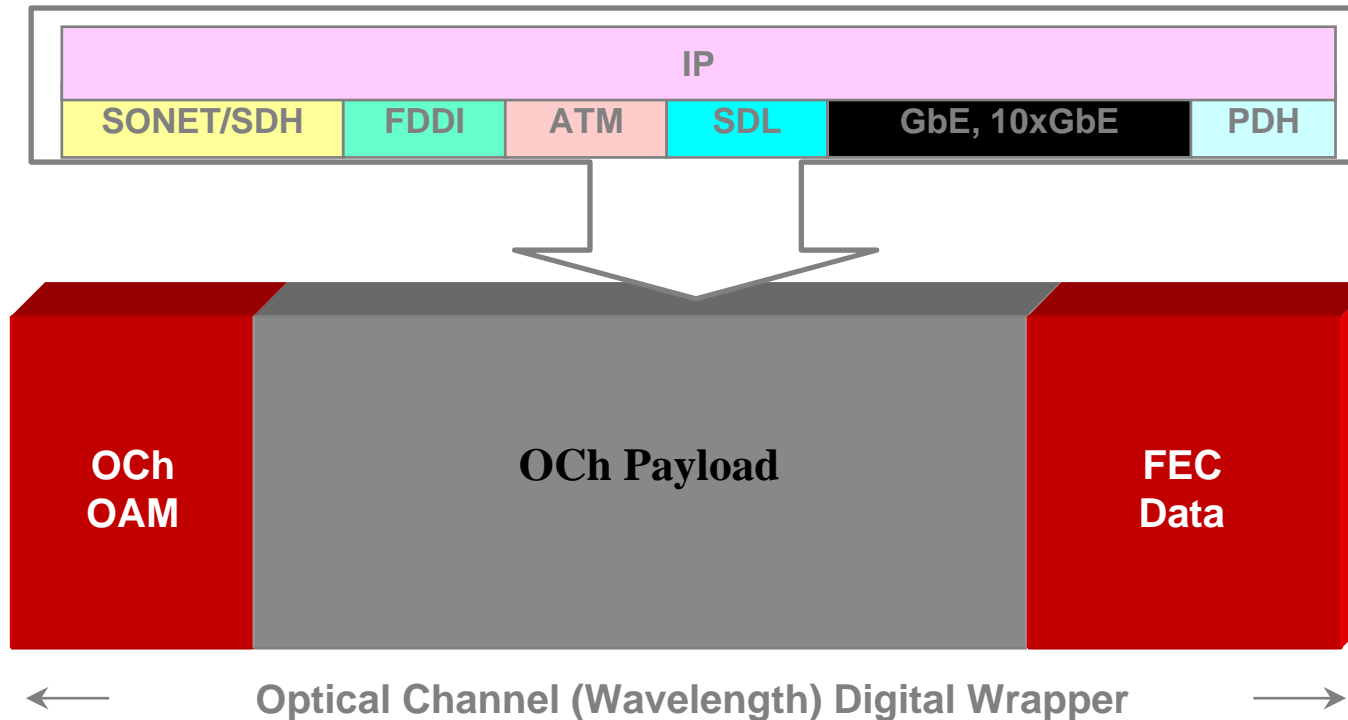 IP
SONET/SDH FDDI ATM SDL GbE, 10xGbE PDH
OCh OAM
OCh Payload
FEC Data
Optical Channel (Wavelength) Digital Wrapper